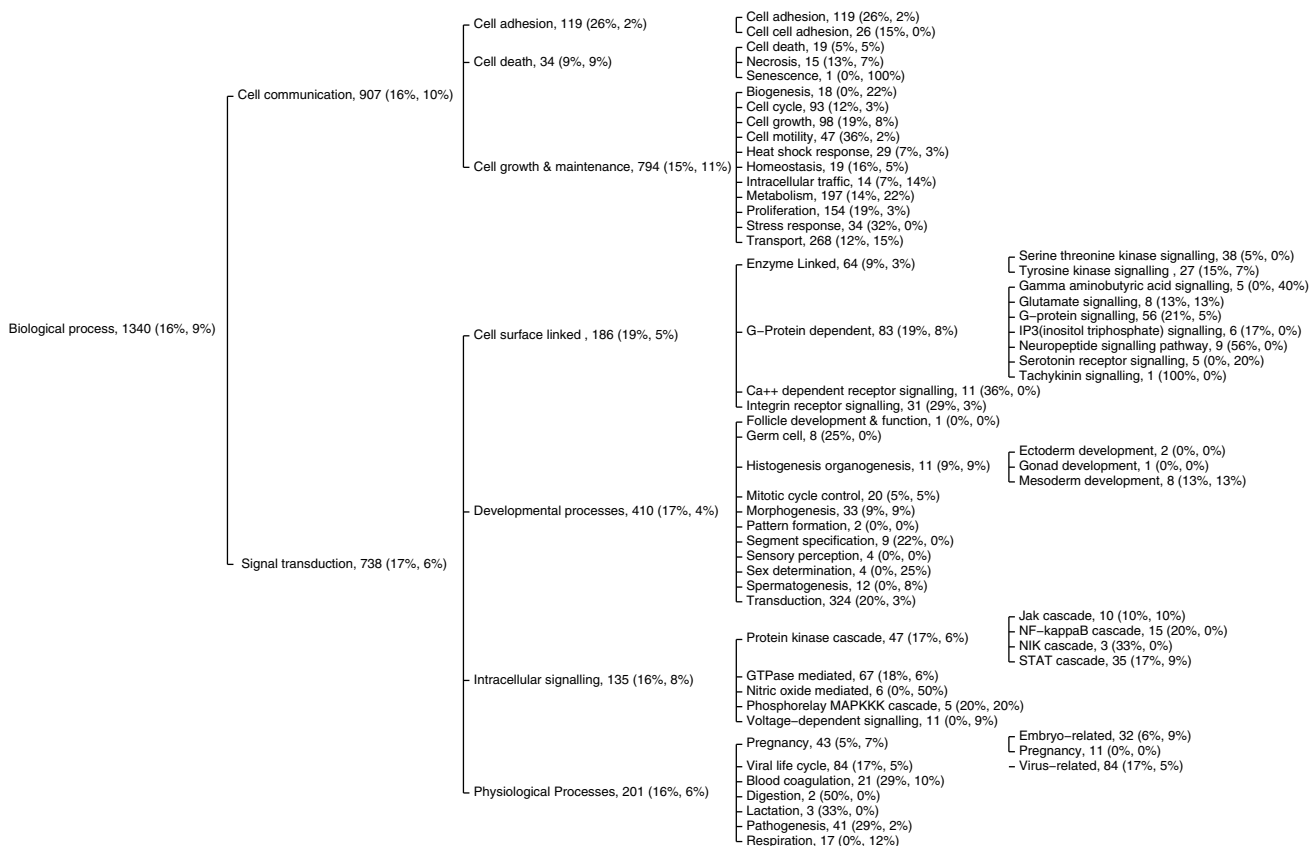 Biological process, 1340 (16%, 9%)
Cell communication, 907 (16%, 10%)
Cell adhesion, 119 (26%, 2%)
Cell adhesion, 119 (26%, 2%)
Cell cell adhesion, 26 (15%, 0%)
Cell death, 34 (9%, 9%)
Cell death, 19 (5%, 5%)
Necrosis, 15 (13%, 7%)
Senescence, 1 (0%, 100%)
Cell growth & maintenance, 794 (15%, 11%)
Biogenesis, 18 (0%, 22%)
Cell cycle, 93 (12%, 3%)
Cell growth, 98 (19%, 8%)
Cell motility, 47 (36%, 2%)
Heat shock response, 29 (7%, 3%)
Homeostasis, 19 (16%, 5%)
Intracellular traffic, 14 (7%, 14%)
Metabolism, 197 (14%, 22%)
Proliferation, 154 (19%, 3%)
Stress response, 34 (32%, 0%)
Transport, 268 (12%, 15%)
Signal transduction, 738 (17%, 6%)
Cell surface linked , 186 (19%, 5%)
Enzyme Linked, 64 (9%, 3%)
Serine threonine kinase signalling, 38 (5%, 0%)
Tyrosine kinase signalling , 27 (15%, 7%)
G−Protein dependent, 83 (19%, 8%)
Gamma aminobutyric acid signalling, 5 (0%, 40%)
Glutamate signalling, 8 (13%, 13%)
G−protein signalling, 56 (21%, 5%)
IP3(inositol triphosphate) signalling, 6 (17%, 0%)
Neuropeptide signalling pathway, 9 (56%, 0%)
Serotonin receptor signalling, 5 (0%, 20%)
Tachykinin signalling, 1 (100%, 0%)
Ca++ dependent receptor signalling, 11 (36%, 0%)
Integrin receptor signalling, 31 (29%, 3%)
Developmental processes, 410 (17%, 4%)
Follicle development & function, 1 (0%, 0%)
Germ cell, 8 (25%, 0%)
Histogenesis organogenesis, 11 (9%, 9%)
Ectoderm development, 2 (0%, 0%)
Gonad development, 1 (0%, 0%)
Mesoderm development, 8 (13%, 13%)
Mitotic cycle control, 20 (5%, 5%)
Morphogenesis, 33 (9%, 9%)
Pattern formation, 2 (0%, 0%)
Segment specification, 9 (22%, 0%)
Sensory perception, 4 (0%, 0%)
Sex determination, 4 (0%, 25%)
Spermatogenesis, 12 (0%, 8%)
Transduction, 324 (20%, 3%)
Intracellular signalling, 135 (16%, 8%)
Protein kinase cascade, 47 (17%, 6%)
Jak cascade, 10 (10%, 10%)
NF−kappaB cascade, 15 (20%, 0%)
NIK cascade, 3 (33%, 0%)
STAT cascade, 35 (17%, 9%)
GTPase mediated, 67 (18%, 6%)
Nitric oxide mediated, 6 (0%, 50%)
Phosphorelay MAPKKK cascade, 5 (20%, 20%)
Voltage−dependent signalling, 11 (0%, 9%)
Physiological Processes, 201 (16%, 6%)
Pregnancy, 43 (5%, 7%)
Embryo−related, 32 (6%, 9%)
Pregnancy, 11 (0%, 0%)
Viral life cycle, 84 (17%, 5%)
Virus−related, 84 (17%, 5%)
Blood coagulation, 21 (29%, 10%)
Digestion, 2 (50%, 0%)
Lactation, 3 (33%, 0%)
Pathogenesis, 41 (29%, 2%)
Respiration, 17 (0%, 12%)